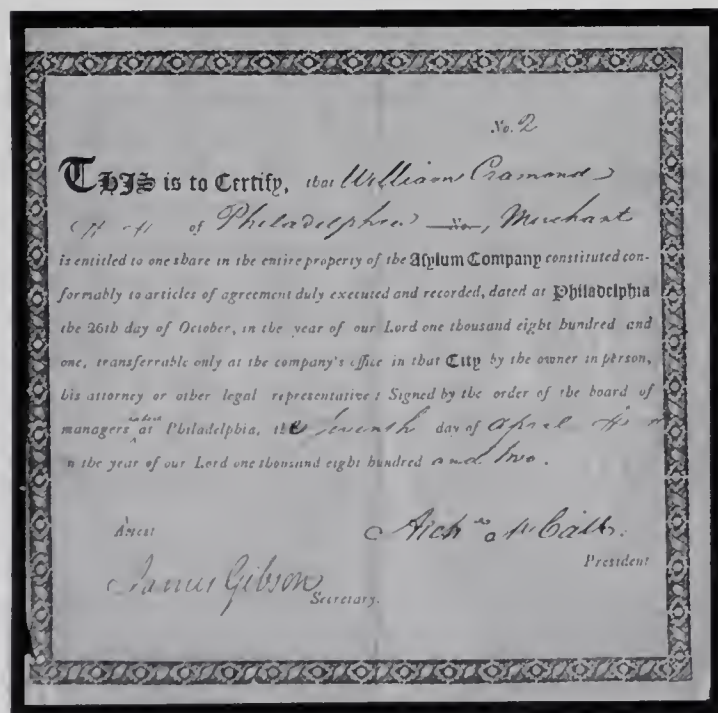 No. 2
THIS is to Certify, that William Cramond
of Philadelphia Merchant
is entitled to one share in the entire property of the Asylum Company constituted con-
formably to articles of agreement duly executed and recorded, dated at Philadelphia
the 26th day of October, in the year of our Lord one thousand eight hundred and
one, transferrable only at the company's office in that City by the owner in person,
his attorney or other legal representative: Signed by the order of the board of
managers at Philadelphia, the seventh day of April
in the year of our Lord one thousand eight hundred and two.
Attest
Archd McCall
President
James Gibson
Secretary.